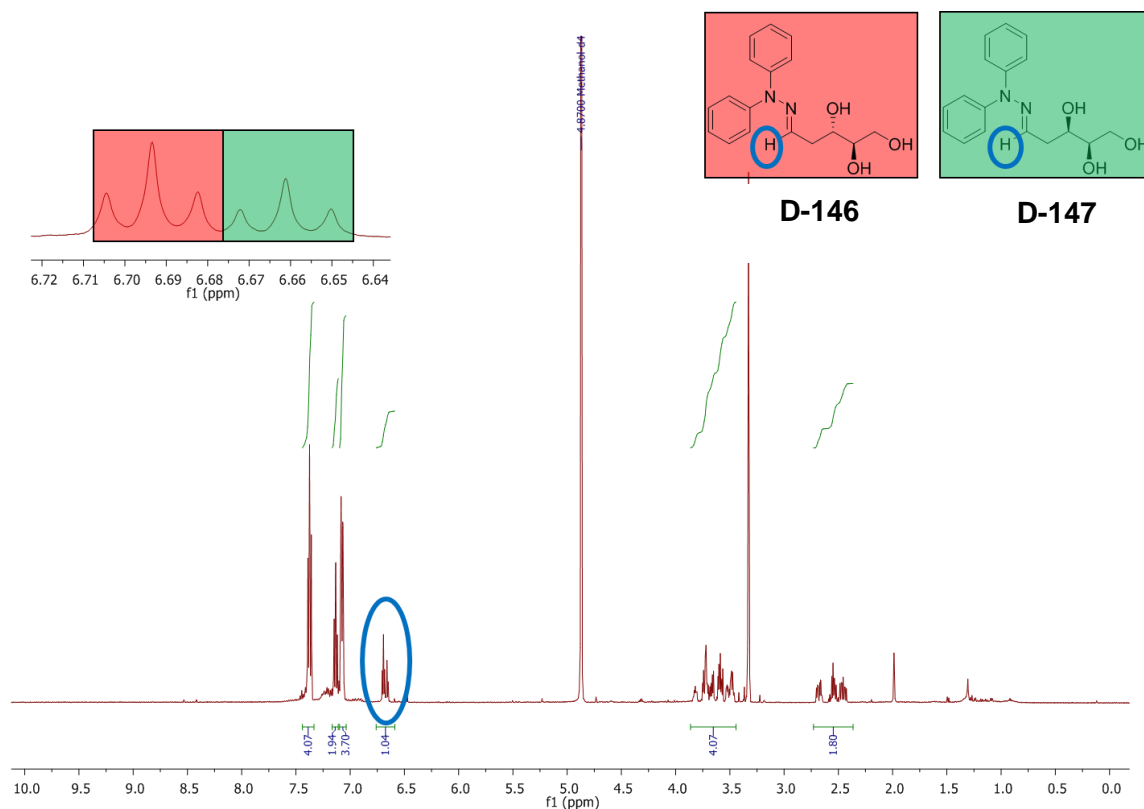 4.8700 Methanol-d4
N
N
H
OH
OH
OH
D-146
N
N
H
OH
OH
OH
D-147
6.72 6.71 6.70 6.69 6.68 6.67 6.66 6.65 6.64
f1 (ppm)
4.07
1.94
3.70
1.04
4.07
1.80
10.0 9.5 9.0 8.5 8.0 7.5 7.0 6.5 6.0 5.5 5.0 4.5 4.0 3.5 3.0 2.5 2.0 1.5 1.0 0.5 0.0
f1 (ppm)